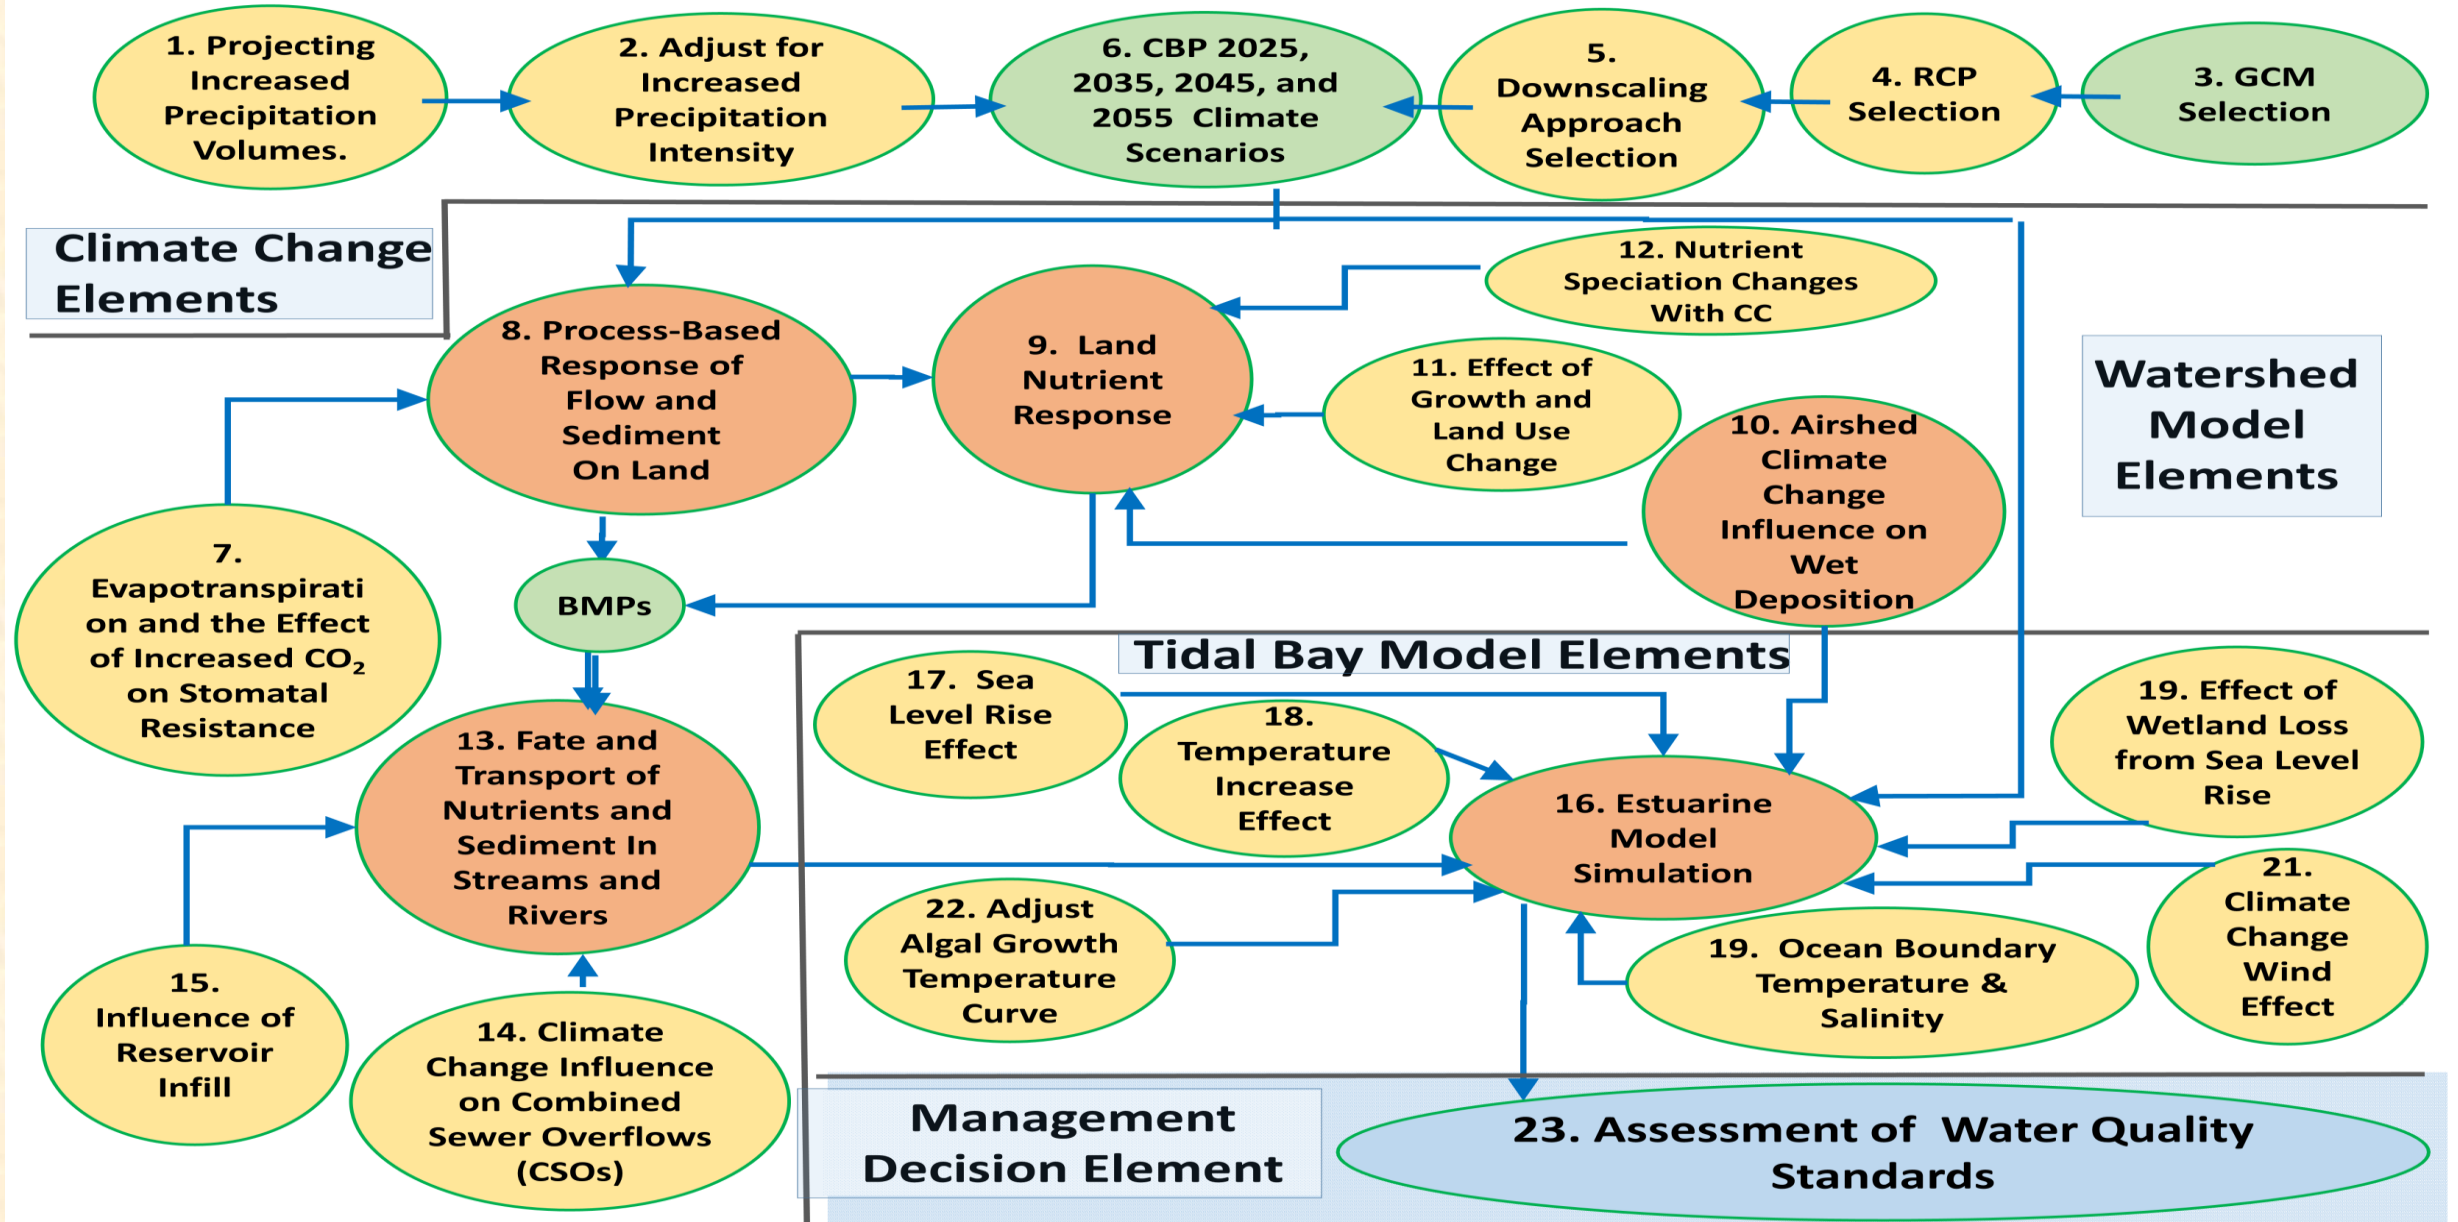 1. Projecting
Increased
Precipitation
Volumes.
2. Adjust for
Increased
Precipitation
Intensity
6. CBP 2025,
2035, 2045, and
2055 Climate
Scenarios
5.
Downscaling
Approach
Selection
4. RCP
Selection
3. GCM
Selection
Climate Change
Elements
12. Nutrient
Speciation Changes
With CC
8. Process-Based
Response of
Flow and
Sediment
On Land
9. Land
Nutrient
Response
11. Effect of
Growth and
Land Use
Change
10. Airshed
Climate
Change
Influence on
Wet
Deposition
Watershed
Model
Elements
7.
Evapotranspirati
on and the Effect
of Increased CO₂
on Stomatal
Resistance
BMPs
Tidal Bay Model Elements
17. Sea
Level Rise
Effect
18.
Temperature
Increase
Effect
19. Effect of
Wetland Loss
from Sea Level
Rise
13. Fate and
Transport of
Nutrients and
Sediment In
Streams and
Rivers
16. Estuarine
Model
Simulation
21.
Climate
Change
Wind
Effect
22. Adjust
Algal Growth
Temperature
Curve
19. Ocean Boundary
Temperature &
Salinity
15.
Influence of
Reservoir
Infill
14. Climate
Change Influence
on Combined
Sewer Overflows
(CSOs)
Management
Decision Element
23. Assessment of Water Quality
Standards